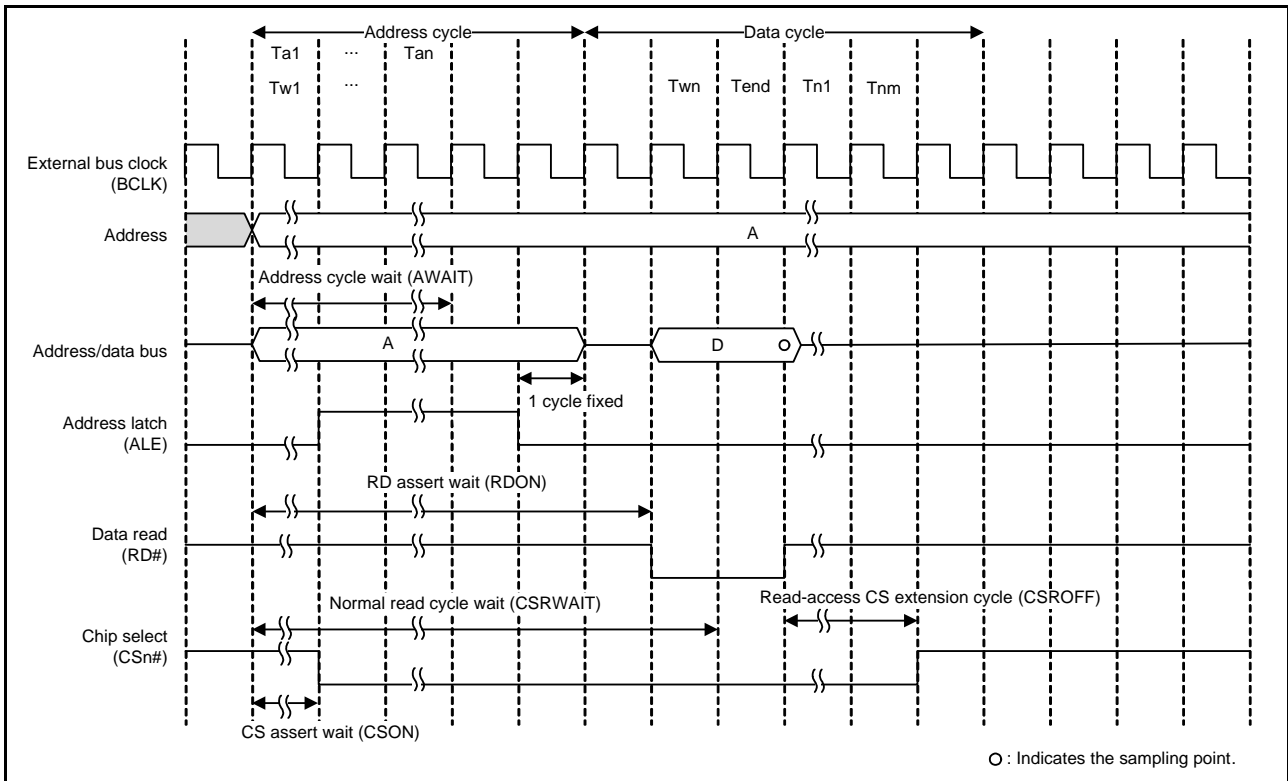 Address cycle
Data cycle
Ta1 ... Tan
Tw1 ... Twn Tend Tn1 Tnm
External bus clock
(BCLK)
Address
A
Address cycle wait (AWAIT)
Address/data bus
A
D
1 cycle fixed
Address latch
(ALE)
RD assert wait (RDON)
Data read
(RD#)
Normal read cycle wait (CSRWAIT)
Read-access CS extension cycle (CSROFF)
Chip select
(CSn#)
CS assert wait (CSON)
: Indicates the sampling point.